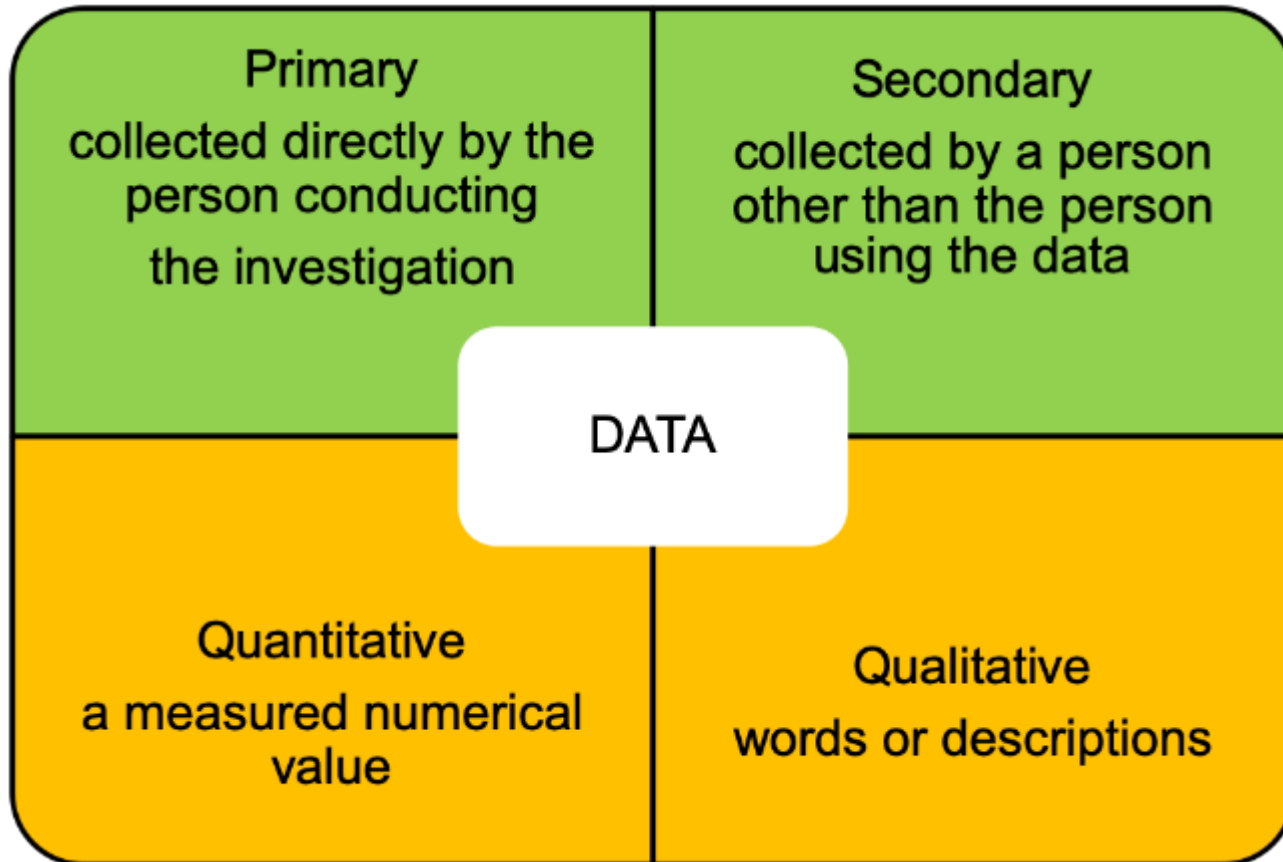 Primary
collected directly by the
person conducting
the investigation
Secondary
collected by a person
other than the person
using the data
DATA
Quantitative
a measured numerical
value
Qualitative
words or descriptions